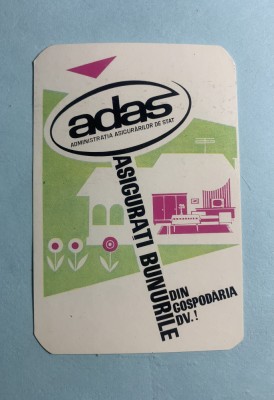 adas
ADMINISTRAȚIA ASIGURĂRILOR DE STAT
ASIGURAȚI BUNURILE
DIN
GOSPODĂRIA
DV.!